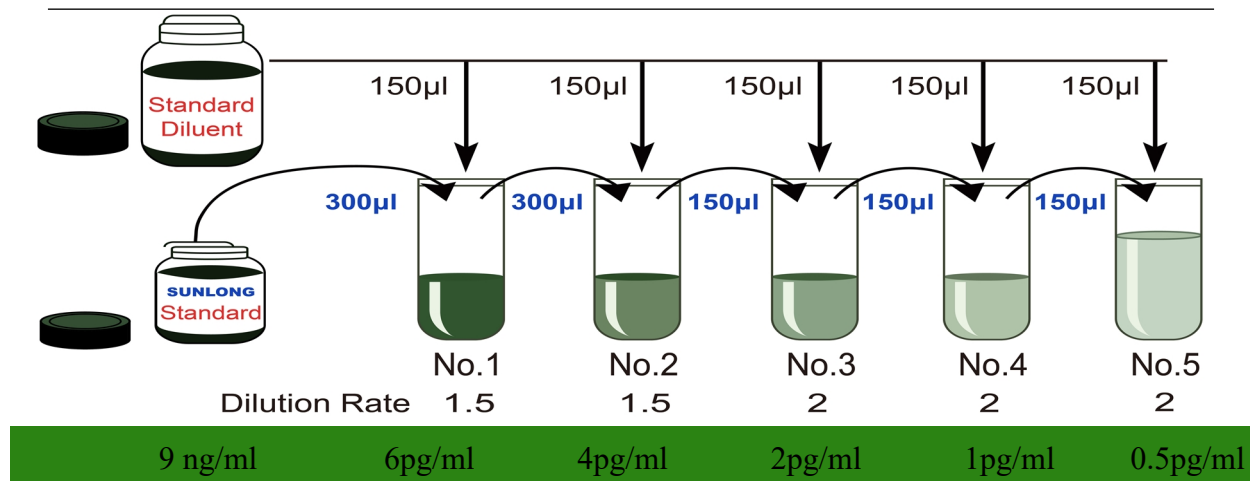 150µl 150µl 150µl 150µl 150µl
Standard
Diluent
300µl 300µl 150µl 150µl 150µl
SUNLONG
Standard
No.1 No.2 No.3 No.4 No.5
Dilution Rate 1.5 1.5 2 2 2
9 ng/ml 6pg/ml 4pg/ml 2pg/ml 1pg/ml 0.5pg/ml